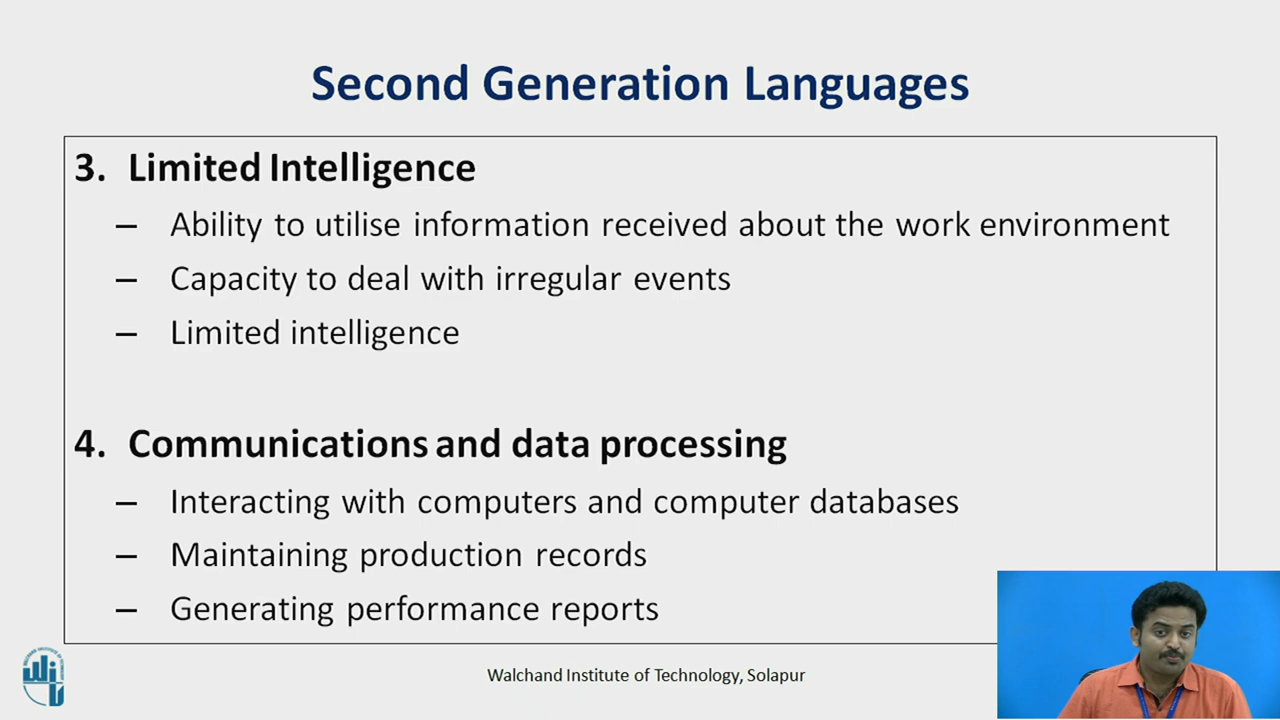 Second Generation Languages
3. Limited Intelligence
– Ability to utilise information received about the work environment
– Capacity to deal with irregular events
– Limited intelligence
4. Communications and data processing
– Interacting with computers and computer databases
– Maintaining production records
– Generating performance reports
Walchand Institute of Technology, Solapur